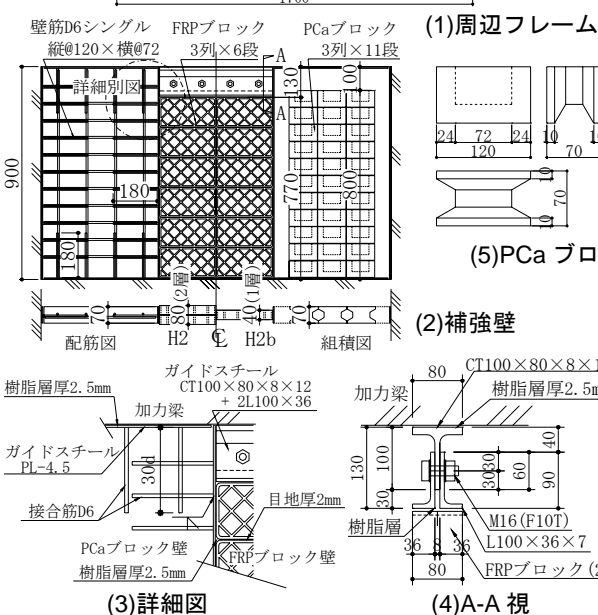 (1)周辺フレーム
壁筋D6シングル
縦@120×横@72
FRPブロック
3列×6段
PCaブロック
3列×11段
A
A
詳細別図
130
100
900
180
180
770
800
70
80(2層)
40(1層)
70
配筋図
H2
℄
H2b
組積図
(2)補強壁
24
72
24
120
10
70
10
10
70
(5)PCa ブロ
樹脂層厚2.5mm
ガイドスチール
CT100×80×8×12
+ 2L100×36
加力梁
ガイドスチール
PL-4.5
30d
接合筋D6
目地厚2mm
PCaブロック壁
FRPブロック壁
樹脂層厚2.5mm
(3)詳細図
80
CT100×80×8×1
樹脂層厚2.5m
加力梁
130
100
30
30
30
60
40
90
樹脂層
M16(F10T)
L100×36×7
36
8
36
80
FRPブロック(2
(4)A-A 視